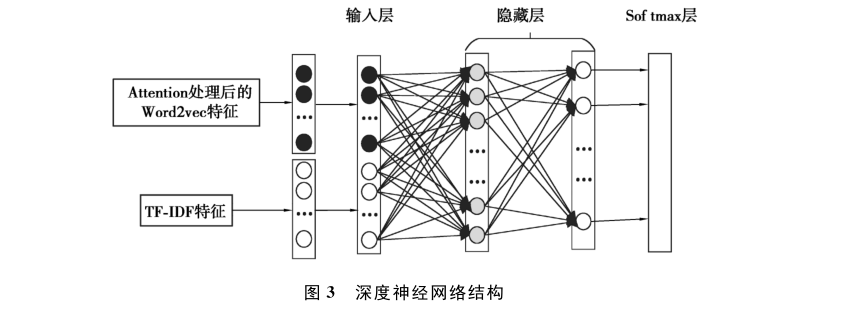 输入层
隐藏层
Sof tmax层
Attention处理后的
Word2vec特征
TF-IDF特征
图 3 深度神经网络结构